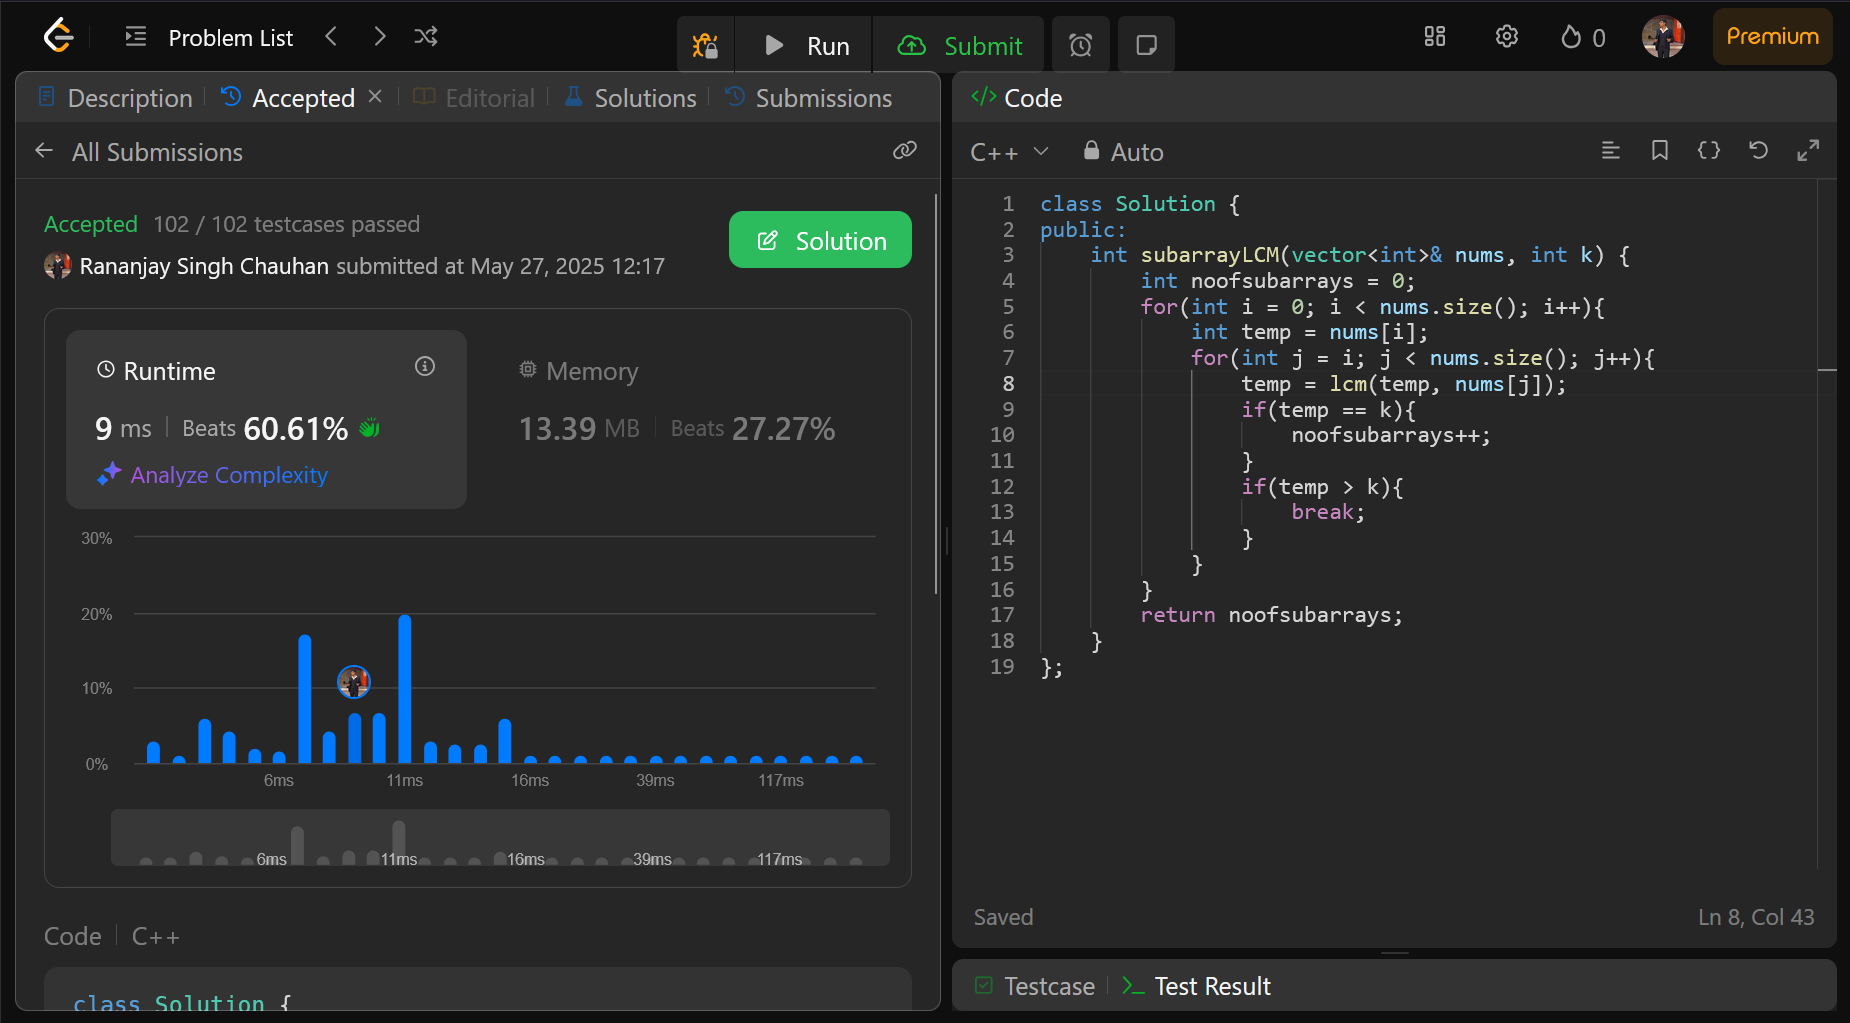 Problem List
Run
Submit
0
Premium
Description
Accepted
Editorial
Solutions
Submissions
All Submissions
Accepted 102 / 102 testcases passed
Rananjay Singh Chauhan submitted at May 27, 2025 12:17
Solution
Runtime
9 ms Beats 60.61%
Analyze Complexity
Memory
13.39 MB Beats 27.27%
30%
20%
10%
0%
6ms 11ms 16ms 39ms 117ms
6ms 11ms 16ms 39ms 117ms
Code C++
class Solution {
</> Code
C++ Auto
1 class Solution {
2 public:
3 int subarrayLCM(vector<int>& nums, int k) {
4 int noofsubarrays = 0;
5 for(int i = 0; i < nums.size(); i++){
6 int temp = nums[i];
7 for(int j = i; j < nums.size(); j++){
8 temp = lcm(temp, nums[j]);
9 if(temp == k){
10 noofsubarrays++;
11 }
12 if(temp > k){
13 break;
14 }
15 }
16 }
17 return noofsubarrays;
18 }
19 };
Saved
Ln 8, Col 43
Testcase
Test Result